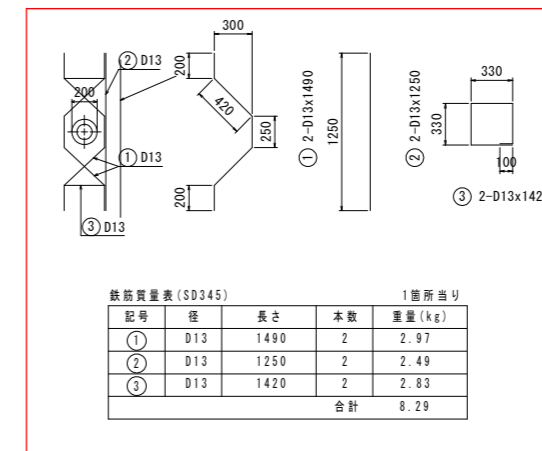 ② D13
200
① D13
③ D13
300
200
420
250
200
① 2-D13x1490
1250
② 2-D13x1250
330
330
100
③ 2-D13x142
鉄筋質量表(SD345) 1箇所当り
記号 径 長さ 本数 重量(kg)
① D13 1490 2 2.97
② D13 1250 2 2.49
③ D13 1420 2 2.83
合計 8.29